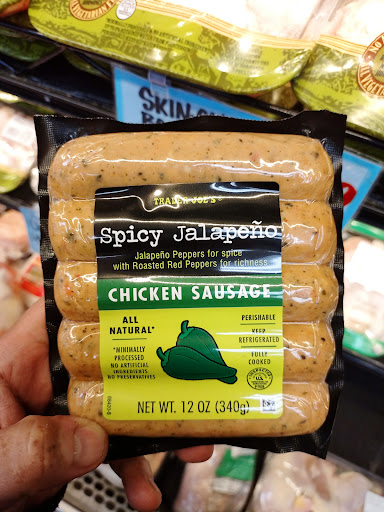 SKIN-
TRADER JOE'S®
Spicy Jalapeño
Jalapeño Peppers for spice
with Roasted Red Peppers for richness
CHICKEN SAUSAGE
ALL
NATURAL*
*MINIMALLY
PROCESSED
NO ARTIFICIAL
INGREDIENTS
NO PRESERVATIVES
PERISHABLE
KEEP
REFRIGERATED
FULLY
COOKED
NET WT. 12 OZ (340g)